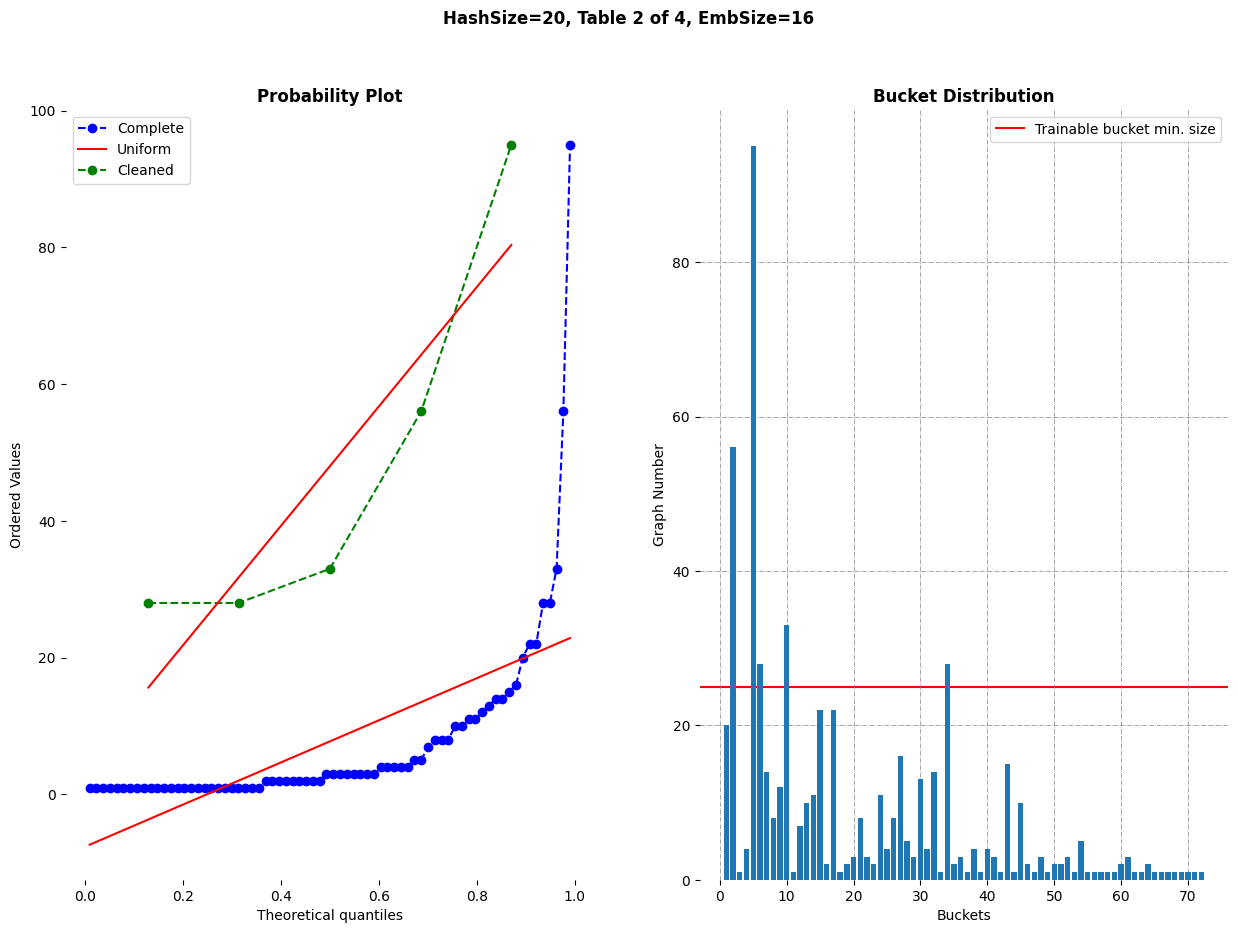 HashSize=20, Table 2 of 4, EmbSize=16
Probability Plot
Complete
Uniform
Cleaned
Ordered Values
100
80
60
40
20
0
0.0 0.2 0.4 0.6 0.8 1.0
Theoretical quantiles
Bucket Distribution
Trainable bucket min. size
Graph Number
80
60
40
20
0
0 10 20 30 40 50 60 70
Buckets